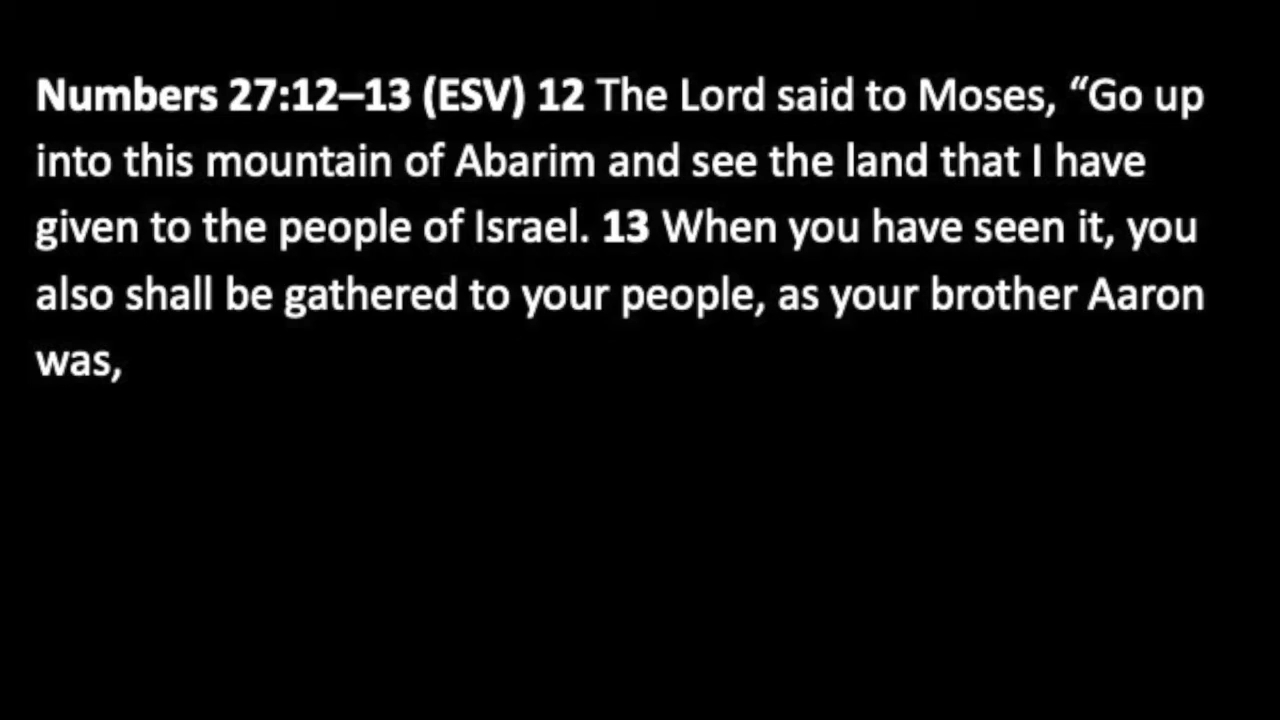 Numbers 27:12–13 (ESV) 12 The Lord said to Moses, “Go up
into this mountain of Abarim and see the land that I have
given to the people of Israel. 13 When you have seen it, you
also shall be gathered to your people, as your brother Aaron
was,